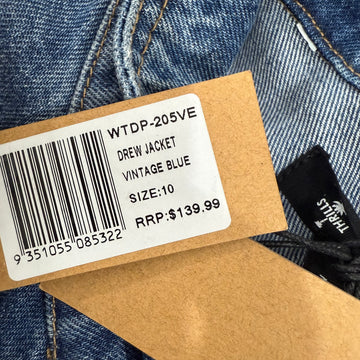 WTDP-205VE
DREW JACKET
VINTAGE BLUE
SIZE:10
RRP:$139.99
9 351055 085322
THRILLS